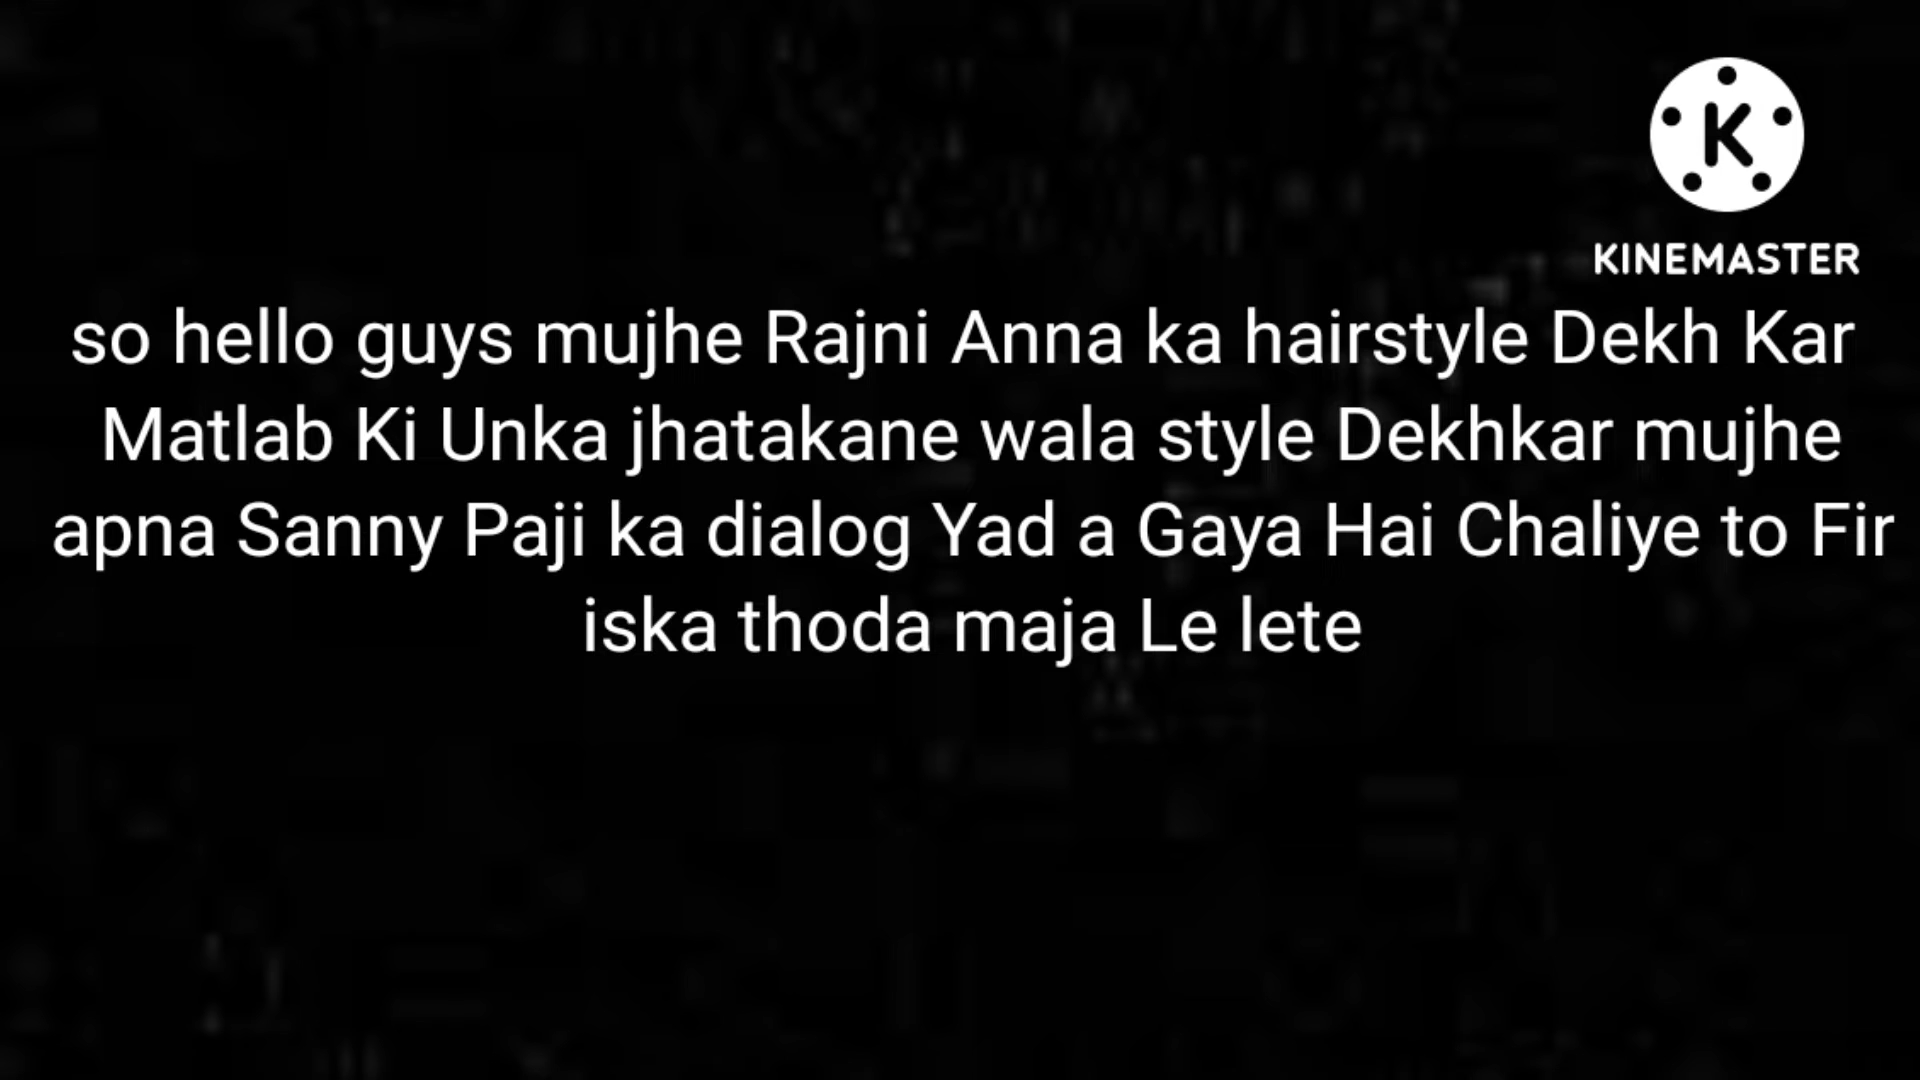 KINEMASTER
so hello guys mujhe Rajni Anna ka hairstyle Dekh Kar
Matlab Ki Unka jhatakane wala style Dekhkar mujhe
apna Sanny Paji ka dialog Yad a Gaya Hai Chaliye to Fir
iska thoda maja Le lete